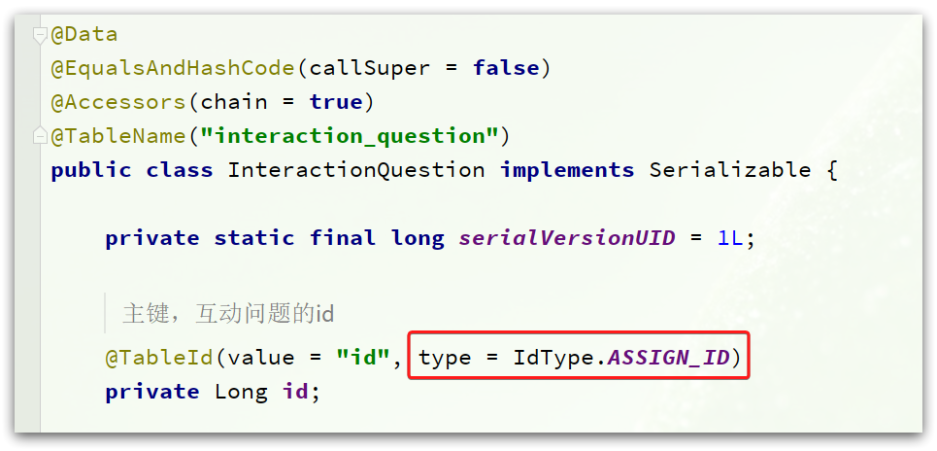 @Data
@EqualsAndHashCode(callSuper = false)
@Accessors(chain = true)
@TableName("interaction_question")
public class InteractionQuestion implements Serializable {
private static final long serialVersionUID = 1L;
主键，互动问题的id
@TableId(value = "id", type = IdType.ASSIGN_ID)
private Long id;